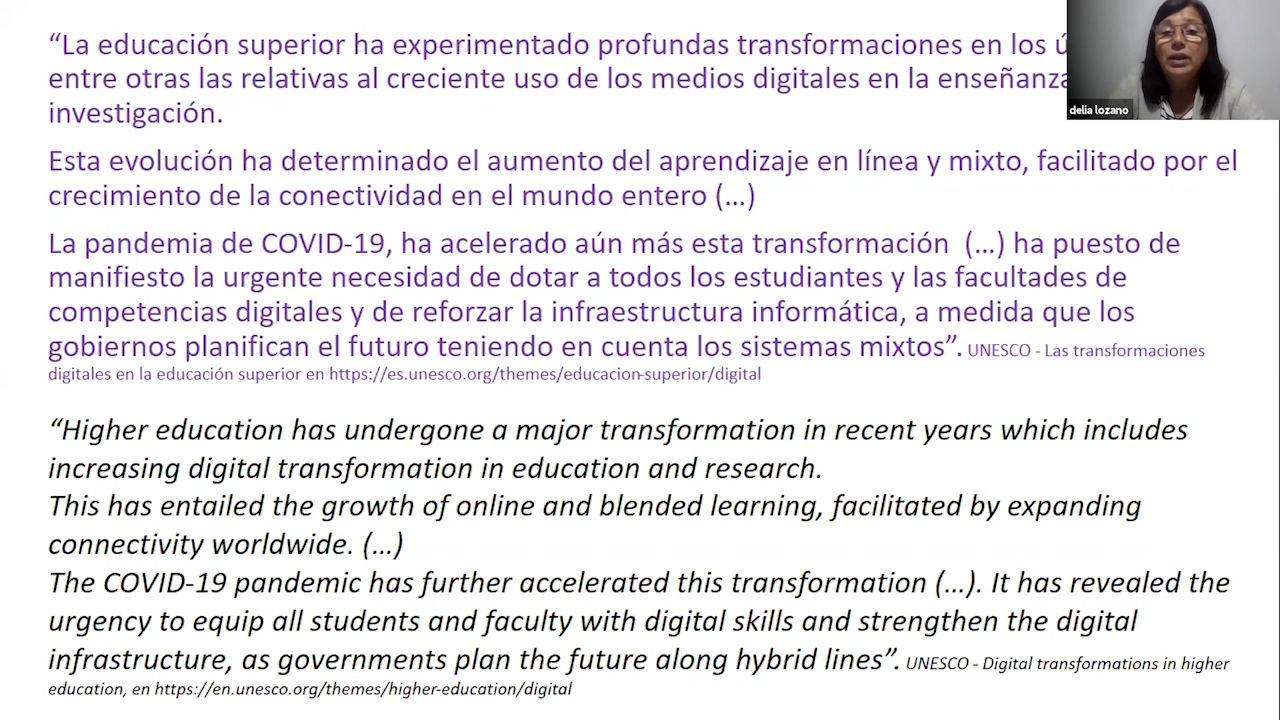 “La educación superior ha experimentado profundas transformaciones en los
entre otras las relativas al creciente uso de los medios digitales en la
investigación.
Esta evolución ha determinado el aumento del aprendizaje en línea y mixto, facilitado por el
crecimiento de la conectividad en el mundo entero (…)
La pandemia de COVID-19, ha acelerado aún más esta transformación (…) ha puesto de
manifiesto la urgente necesidad de dotar a todos los estudiantes y las facultades de
competencias digitales y de reforzar la infraestructura informática, a medida que los
gobiernos planifican el futuro teniendo en cuenta los sistemas mixtos”. UNESCO - Las transformaciones
digitales en la educación superior en https://es.unesco.org/themes/educacion-superior/digital
“Higher education has undergone a major transformation in recent years which includes
increasing digital transformation in education and research.
This has entailed the growth of online and blended learning, facilitated by expanding
connectivity worldwide. (…)
The COVID-19 pandemic has further accelerated this transformation (…). It has revealed the
urgency to equip all students and faculty with digital skills and strengthen the digital
infrastructure, as governments plan the future along hybrid lines”. UNESCO - Digital transformations in higher
education, en https://en.unesco.org/themes/higher-education/digital
delia lozano